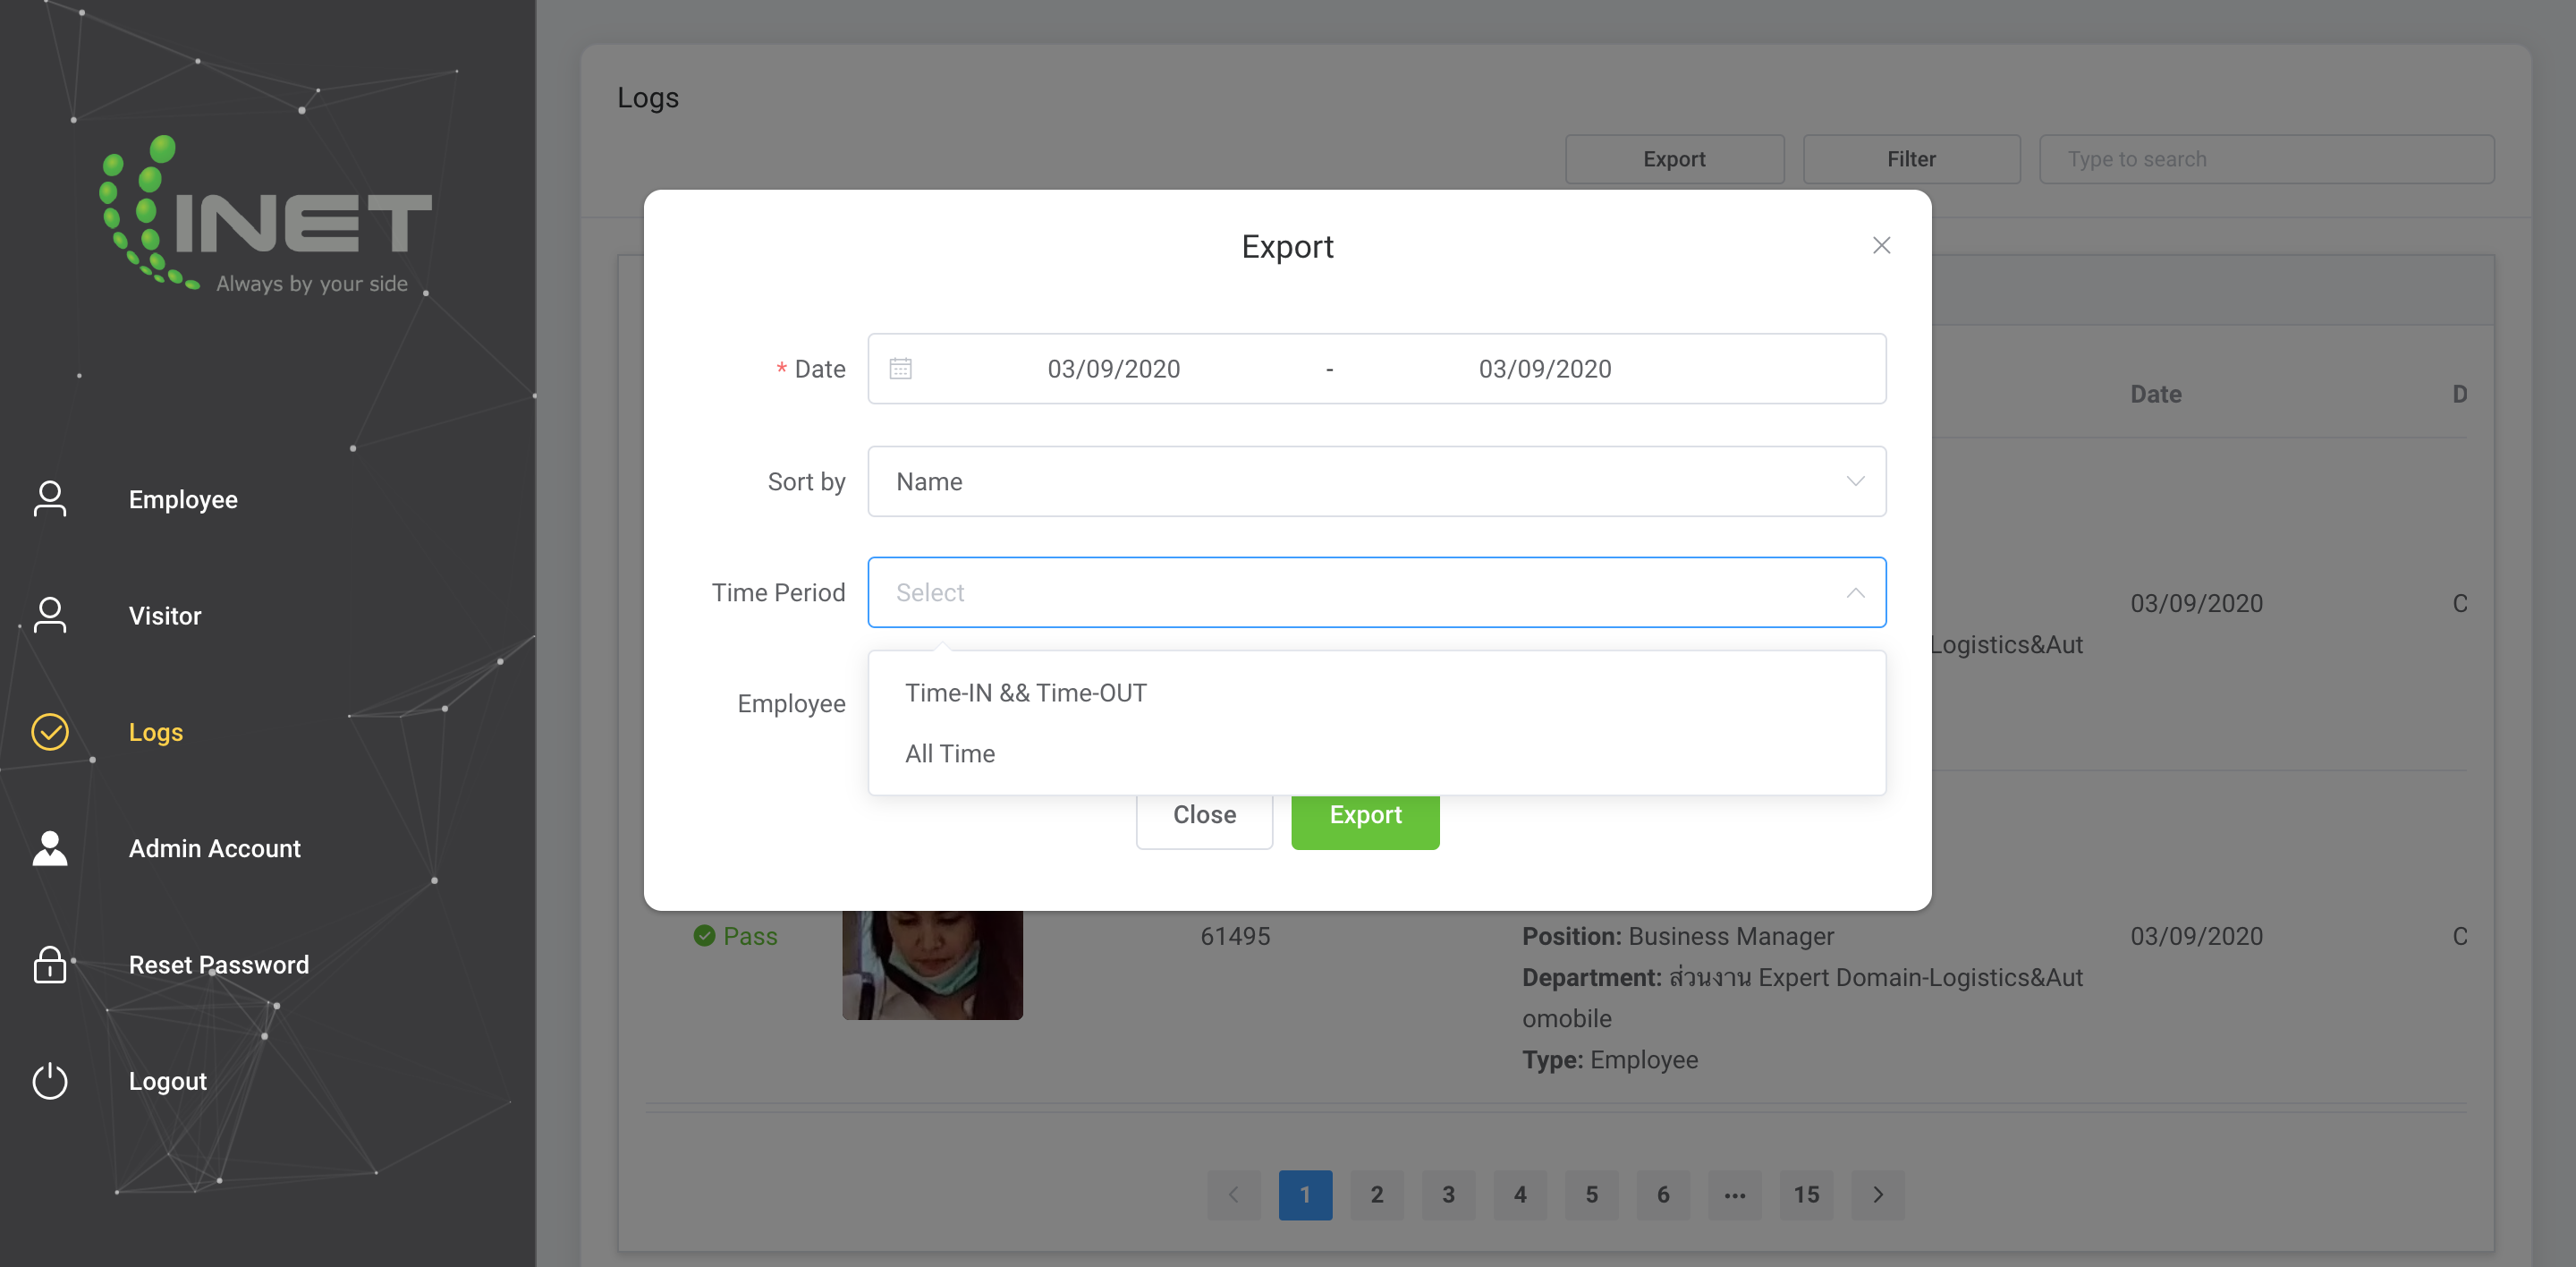 INET
Always by your side
Employee
Visitor
Logs
Admin Account
Reset Password
Logout
Logs
Export
Filter
Type to search
Export
* Date
03/09/2020
-
03/09/2020
Sort by
Name
Time Period
Select
Time-IN && Time-OUT
All Time
Employee
Close
Export
Date
D
03/09/2020
C
Logistics&Aut
Pass
61495
Position: Business Manager
Department: ส่วนงาน Expert Domain-Logistics&Aut
omobile
Type: Employee
03/09/2020
C
1
2
3
4
5
6
...
15